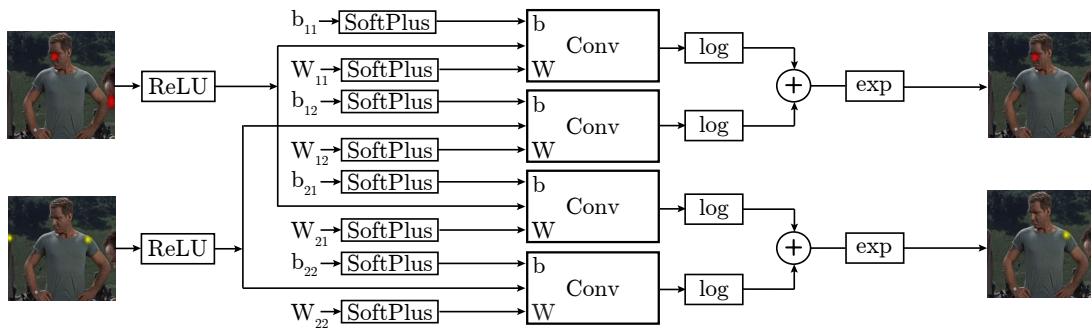 b11 SoftPlus b
Conv log
W11 SoftPlus W
ReLU
+ exp
b12 SoftPlus b
Conv log
W12 SoftPlus W
b21 SoftPlus b
Conv log
W21 SoftPlus W
ReLU
+ exp
b22 SoftPlus b
Conv log
W22 SoftPlus W